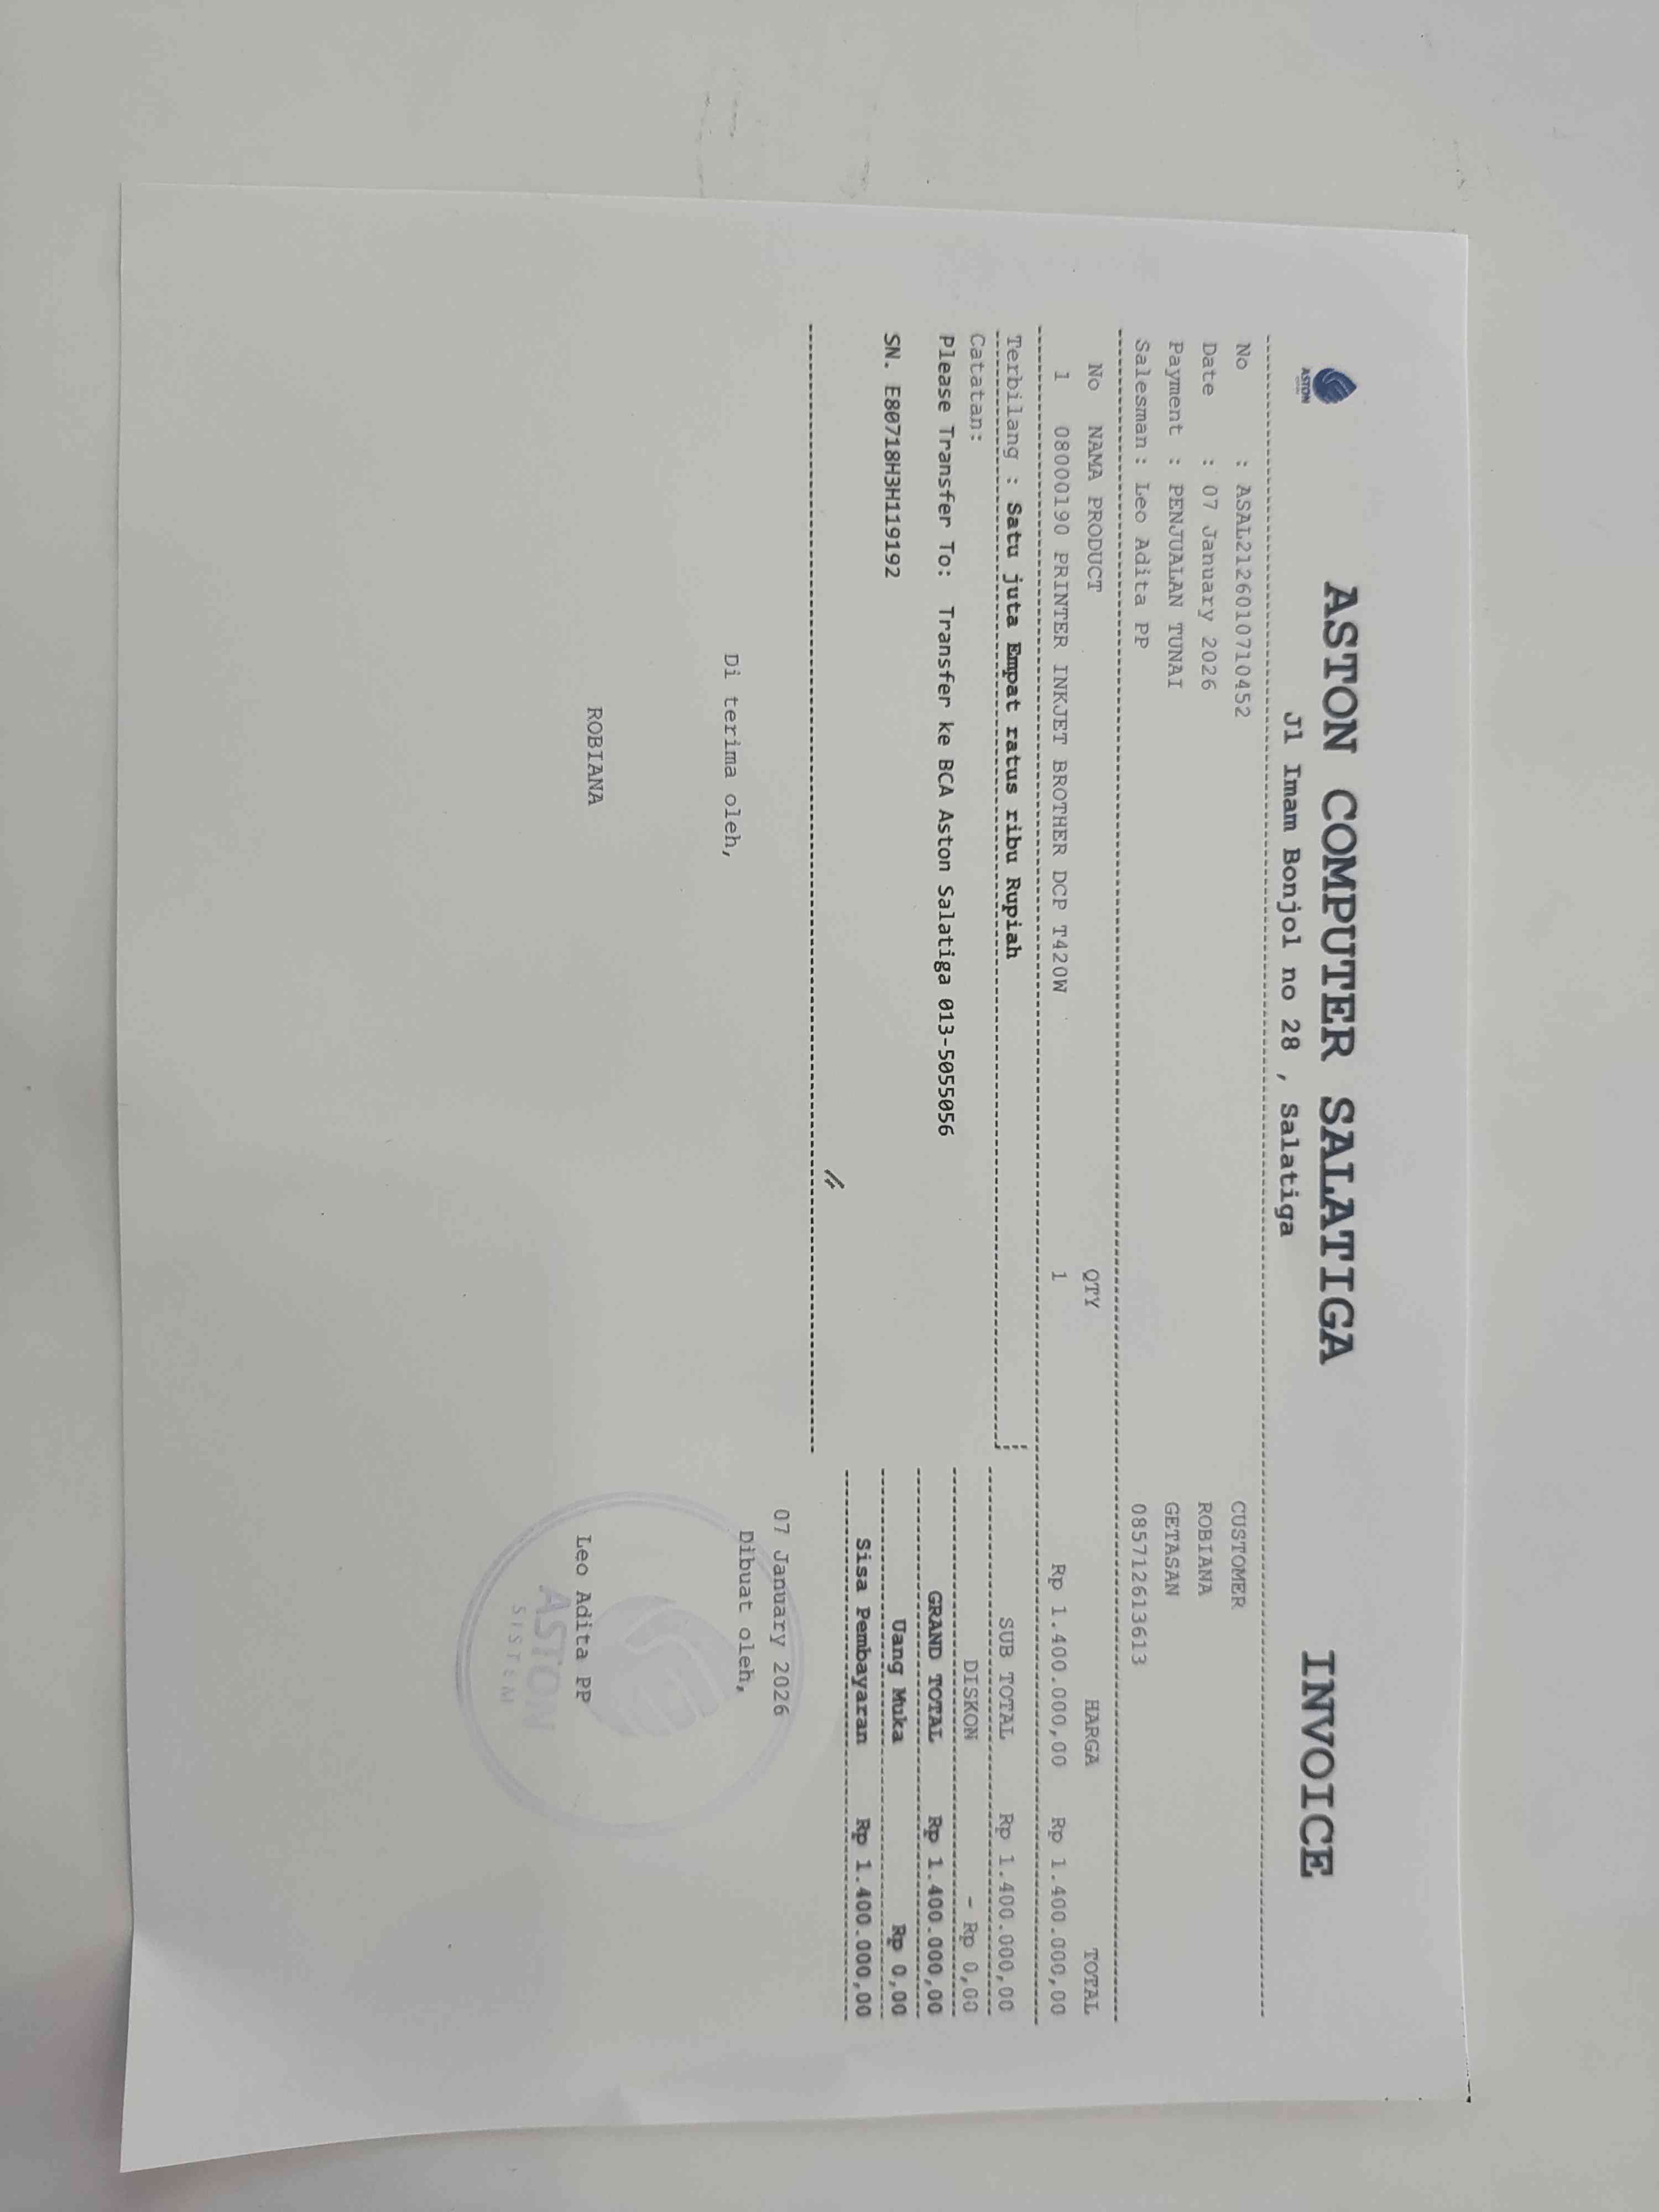 ASTON
ASTON COMPUTER SALATIGA
INVOICE
Jl Imam Bonjol no 28 , Salatiga
No : ASAL212601071045​2
Date : 07 January 2026
Payment : PENJUALAN TUNAI
Salesman : Leo Adita PP
CUSTOMER
ROBIANA
GETASAN
085712613613
No NAMA PRODUCT QTY HARGA TOTAL
1 08000190 PRINTER INKJET BROTHER DCP T420W 1 Rp 1.400.000,00 Rp 1.400.000,00
Terbilang : Satu juta Empat ratus ribu Rupiah
Catatan:
Please Transfer To: Transfer ke BCA Aston Salatiga 013-5055056
SN. E80718H3H119192
SUB TOTAL Rp 1.400.000,00
DISKON - Rp 0,00
GRAND TOTAL Rp 1.400.000,00
Uang Muka Rp 0,00
Sisa Pembayaran Rp 1.400.000,00
07 January 2026
Di terima oleh, Dibuat oleh,
ROBIANA Leo Adita PP
ASTON
SISTEM